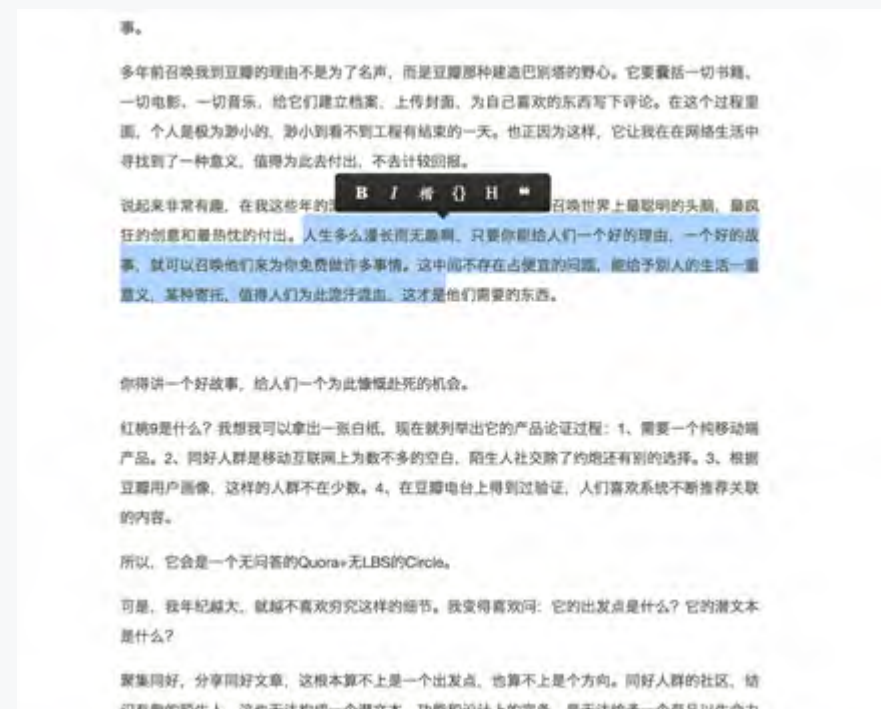 事。
多年前召唤我到豆瓣的理由不是为了名声，而是豆瓣那种建造巴别塔的野心。它要囊括一切书籍、
一切电影、一切音乐，给它们建立档案，上传封面，为自己喜欢的东西写下评论。在这个过程里
面，个人是极为渺小的，渺小到看不到工程有结束的一天。也正因为这样，它让我在在网络生活中
寻找到了一种意义，值得为此去付出，不去计较回报。
B I 楷 {} H ❝
说起来非常有趣，在我这些年的 召唤世界上最聪明的头脑，最疯
狂的创意和最热忱的付出。人生多么漫长而无趣啊，只要你能给人们一个好的理由，一个好的故
事，就可以召唤他们来为你免费做许多事情。这中间不存在占便宜的问题，能给予别人的生活一重
意义，某种寄托，值得人们为此流汗流血，这才是他们需要的东西。
你得讲一个好故事，给人们一个为此慷慨赴死的机会。
红桃9是什么？我想我可以拿出一张白纸，现在就列举出它的产品论证过程：1、需要一个纯移动端
产品。2、同好人群是移动互联网上为数不多的空白，陌生人社交除了约炮还有别的选择。3、根据
豆瓣用户画像，这样的人群不在少数。4、在豆瓣电台上得到过验证，人们喜欢系统不断推荐关联
的内容。
所以，它会是一个无问答的Quora+无LBS的Circle。
可是，我年纪越大，就越不喜欢穷究这样的细节。我变得喜欢问：它的出发点是什么？它的潜文本
是什么？
聚集同好，分享同好文章，这根本算不上是一个出发点，也算不上是个方向。同好人群的社区，结